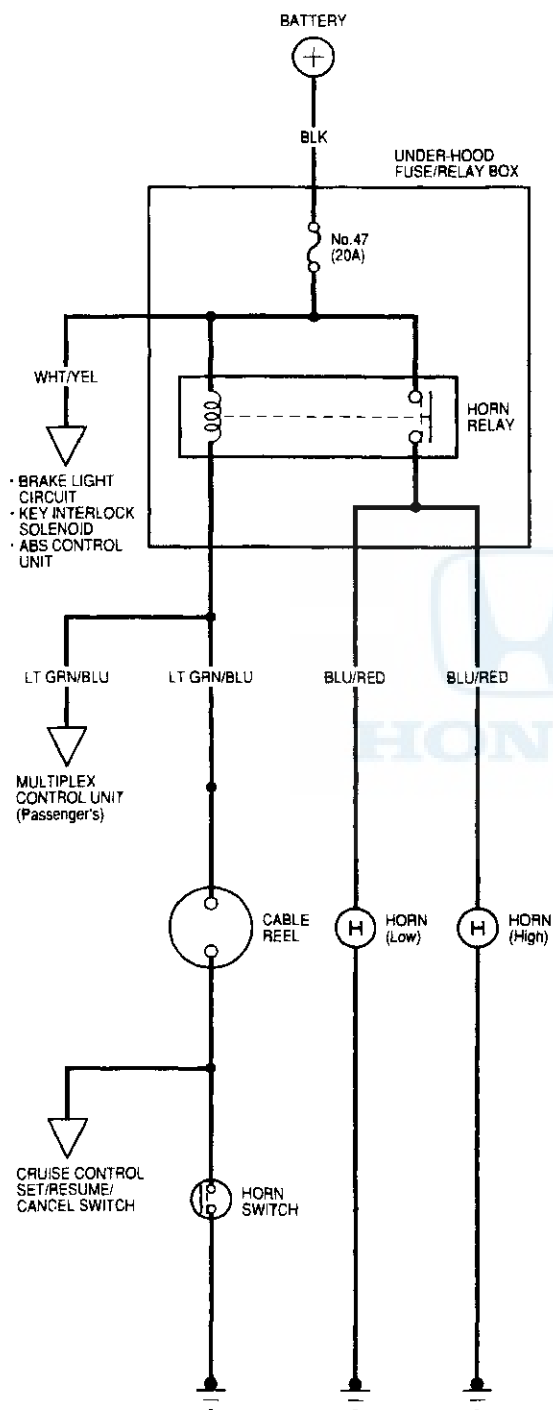 BATTERY
BLK
UNDER-HOOD
FUSE/RELAY BOX
No.47
(20A)
WHT/YEL
HORN
RELAY
· BRAKE LIGHT
CIRCUIT
· KEY INTERLOCK
SOLENOID
· ABS CONTROL
UNIT
LT GRN/BLU
LT GRN/BLU
BLU/RED
BLU/RED
HON
MULTIPLEX
CONTROL UNIT
(Passenger's)
CABLE
REEL
H
HORN
(Low)
H
HORN
(High)
CRUISE CONTROL
SET/RESUME/
CANCEL SWITCH
HORN
SWITCH